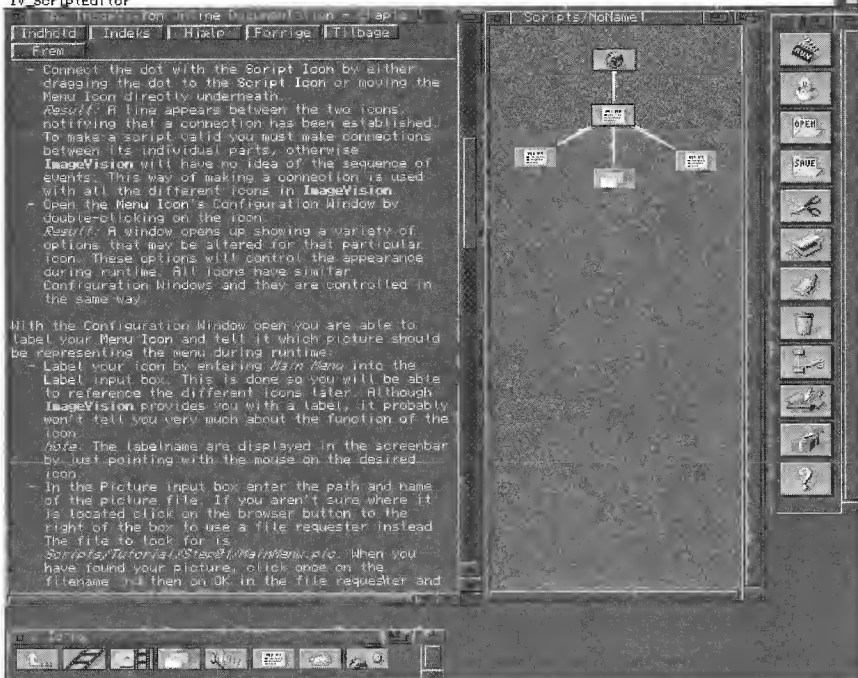 IV_ScriptEditor
Indhold Indeks Hjælp Forrige Tilbage
Frem
Scripts/NoName1
- Connect the dot with the Script Icon by either
dragging the dot to the Script Icon or moving the
Menu Icon directly underneath.
Result: A line appears between the two icons,
notifying that a connection has been established.
To make a script valid you must make connections
between its individual parts, otherwise
ImageVision will have no idea of the sequence of
events. This way of making a connection is used
with all the different icons in ImageVision.
- Open the Menu Icon's Configuration Window by
double-clicking on the icon.
Result: A window opens up showing a variety of
options that may be altered for that particular
icon. These options will control the appearance
during runtime. All icons have similar
Configuration Windows and they are controlled in
the same way.
With the Configuration Window open you are able to
label your Menu Icon and tell it which picture should
be representing the menu during runtime:
- Label your icon by entering Main Menu into the
Label input box. This is done so you will be able
to reference the different icons later. Although
ImageVision provides you with a label, it probably
won't tell you very much about the function of the
icon.
Note: The labelname are displayed in the screenbar
by just pointing with the mouse on the desired
icon.
- In the Picture input box enter the path and name
of the picture file. If you aren't sure where it
is located click on the browser button to the
right of the box to use a file requester instead.
The file to look for is
Scripts/Tutorial/Step01/MainMenu.pic. When you
have found your picture, click once on the
filename and then on OK in the file requester and
RUN
OPEN
SAVE
?